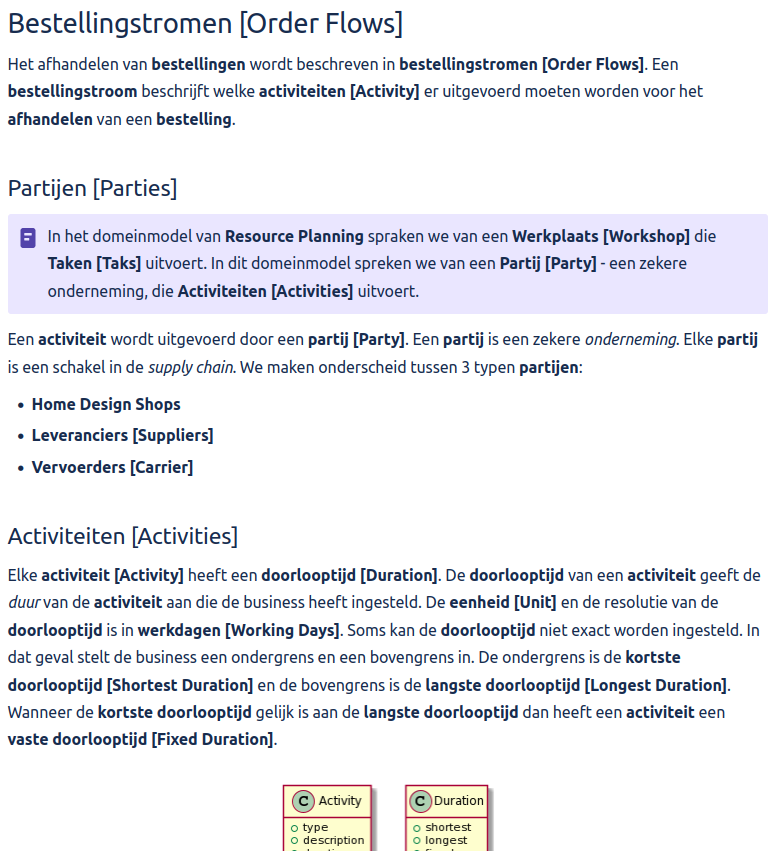 Bestellingstromen [Order Flows]
Het afhandelen van bestellingen wordt beschreven in bestellingstromen [Order Flows]. Een
bestellingstroom beschrijft welke activiteiten [Activity] er uitgevoerd moeten worden voor het
afhandelen van een bestelling.
Partijen [Parties]
In het domeinmodel van Resource Planning spraken we van een Werkplaats [Workshop] die
Taken [Taks] uitvoert. In dit domeinmodel spreken we van een Partij [Party] - een zekere
onderneming, die Activiteiten [Activities] uitvoert.
Een activiteit wordt uitgevoerd door een partij [Party]. Een partij is een zekere onderneming. Elke partij
is een schakel in de supply chain. We maken onderscheid tussen 3 typen partijen:
• Home Design Shops
• Leveranciers [Suppliers]
• Vervoerders [Carrier]
Activiteiten [Activities]
Elke activiteit [Activity] heeft een doorlooptijd [Duration]. De doorlooptijd van een activiteit geeft de
duur van de activiteit aan die de business heeft ingesteld. De eenheid [Unit] en de resolutie van de
doorlooptijd is in werkdagen [Working Days]. Soms kan de doorlooptijd niet exact worden ingesteld. In
dat geval stelt de business een ondergrens en een bovengrens in. De ondergrens is de kortste
doorlooptijd [Shortest Duration] en de bovengrens is de langste doorlooptijd [Longest Duration].
Wanneer de kortste doorlooptijd gelijk is aan de langste doorlooptijd dan heeft een activiteit een
vaste doorlooptijd [Fixed Duration].
C Activity
type
description
C Duration
shortest
longest